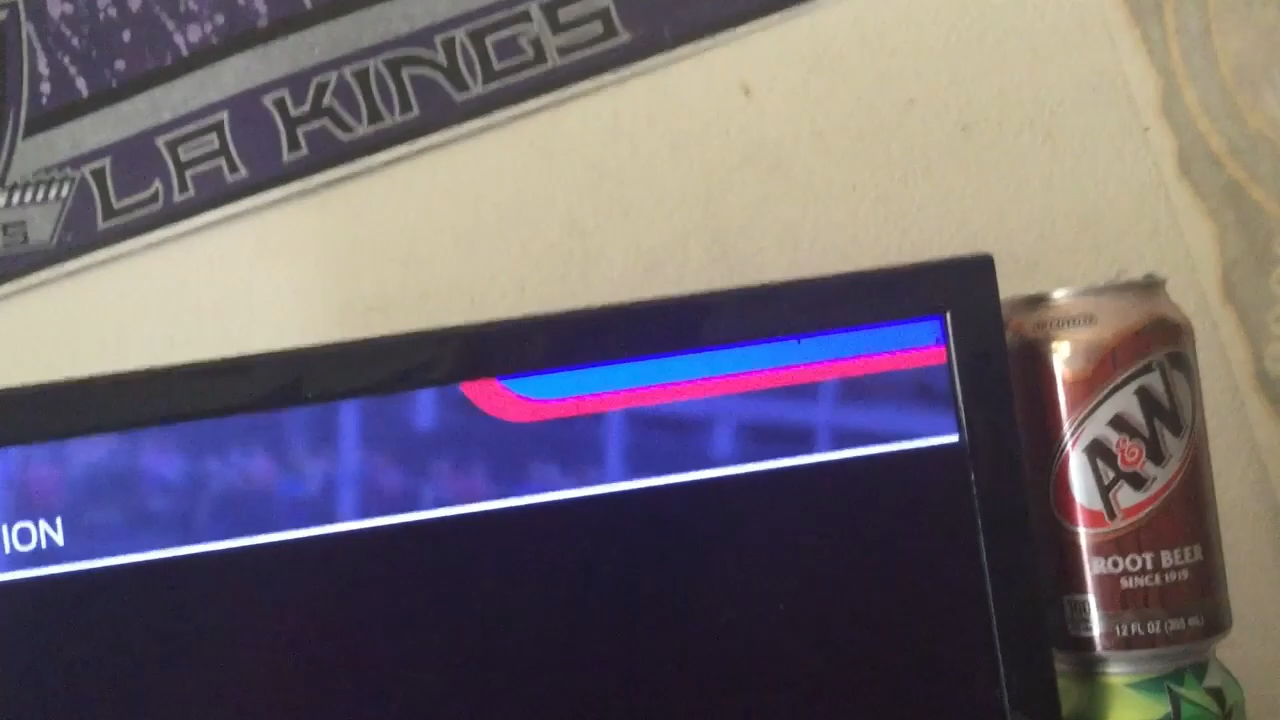 LA KINGS
ION
A&W
ROOT BEER
SINCE 1919
12 FL OZ (355 mL)